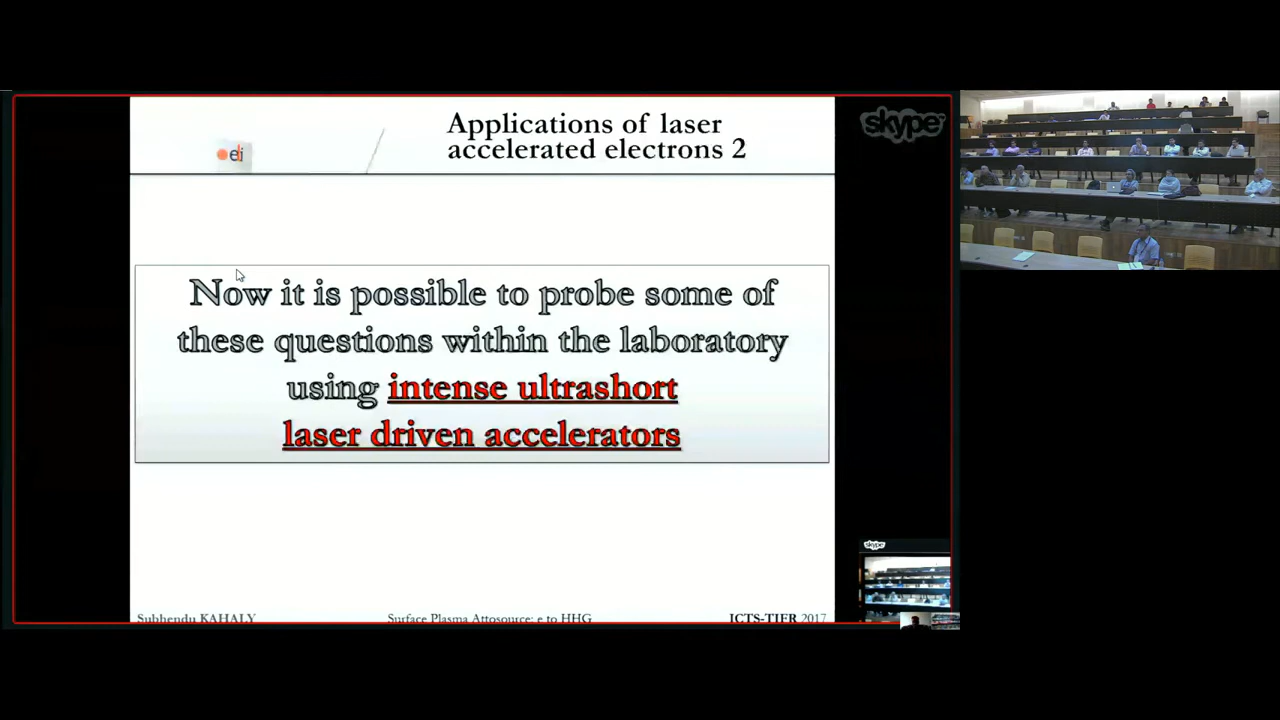 Applications of laser
accelerated electrons 2
eli
skype
Now it is possible to probe some of
these questions within the laboratory
using intense ultrashort
laser driven accelerators
skype
Subhendu KAHALY
Surface Plasma Attosource: e to HHG
ICTS-TIFR 2017